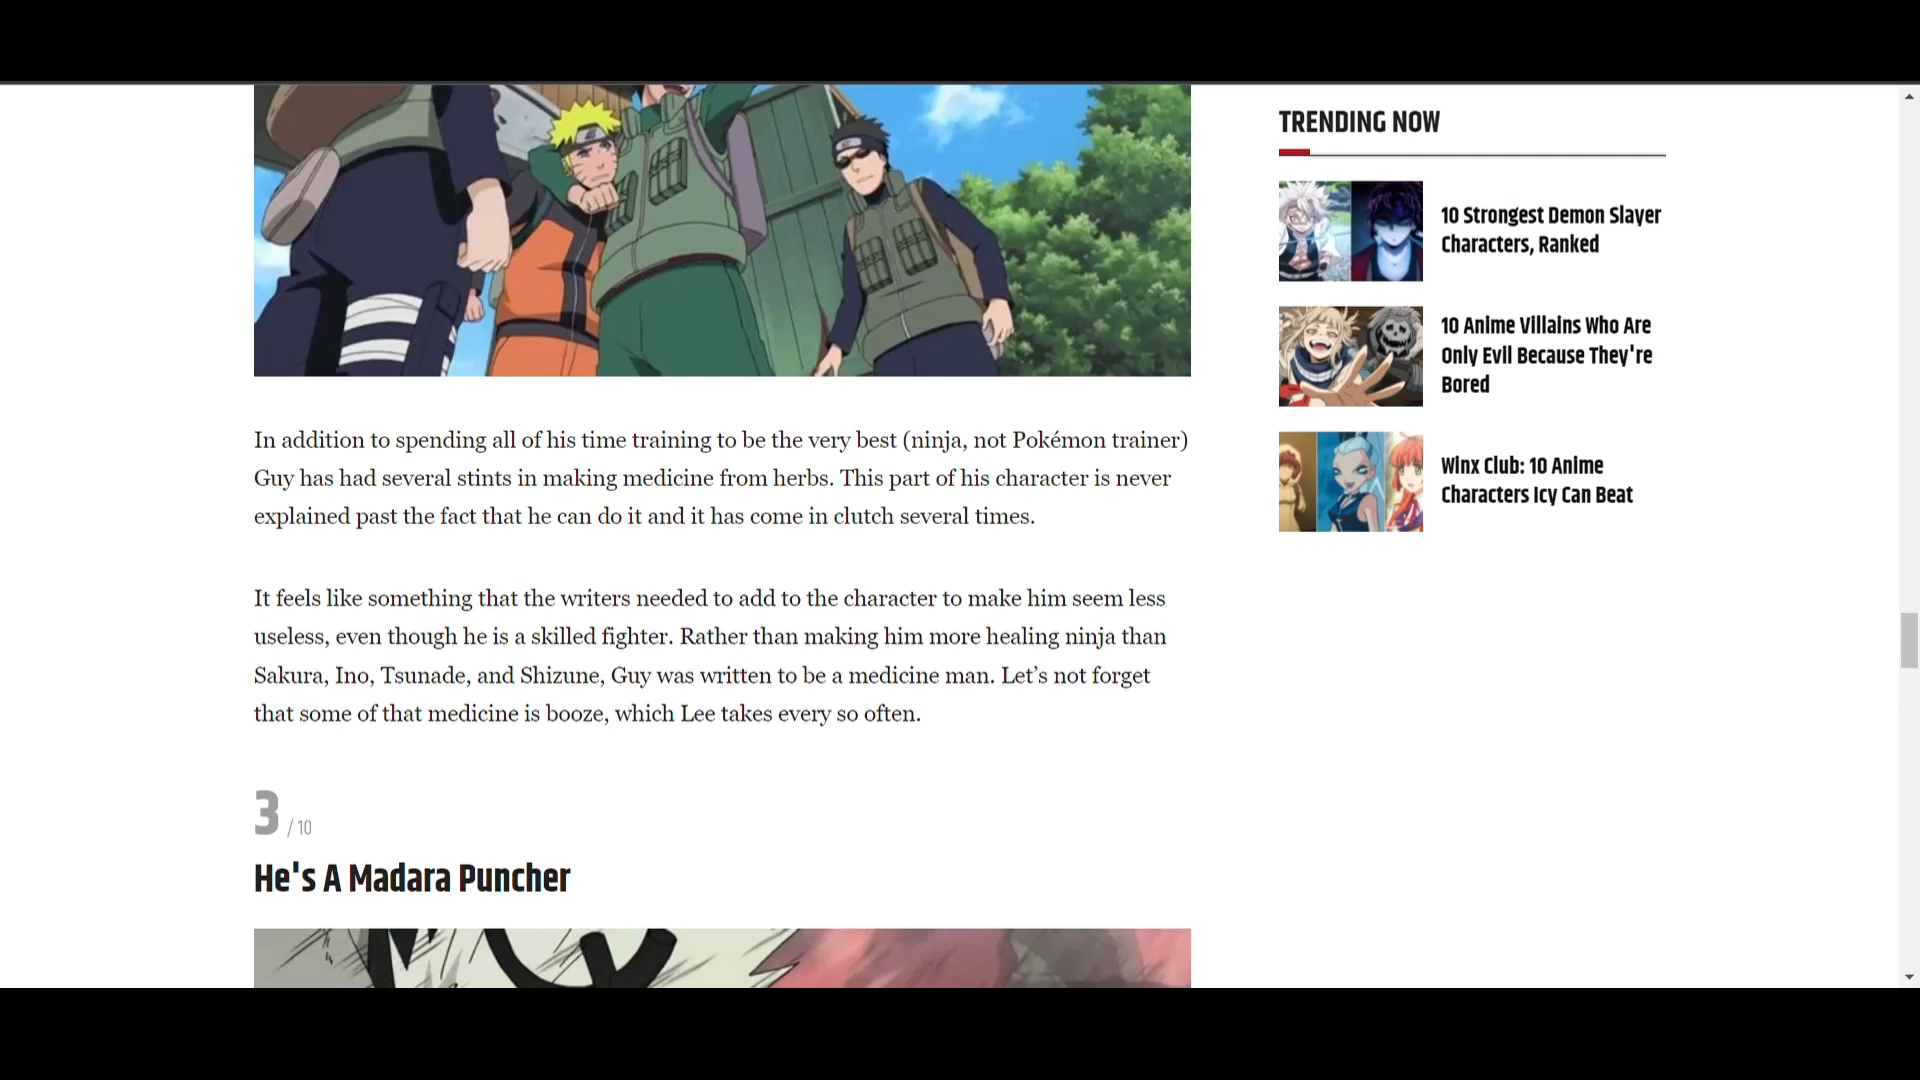 In addition to spending all of his time training to be the very best (ninja, not Pokémon trainer)
Guy has had several stints in making medicine from herbs. This part of his character is never
explained past the fact that he can do it and it has come in clutch several times.
It feels like something that the writers needed to add to the character to make him seem less
useless, even though he is a skilled fighter. Rather than making him more healing ninja than
Sakura, Ino, Tsunade, and Shizune, Guy was written to be a medicine man. Let’s not forget
that some of that medicine is booze, which Lee takes every so often.
3 / 10
He's A Madara Puncher
TRENDING NOW
10 Strongest Demon Slayer
Characters, Ranked
10 Anime Villains Who Are
Only Evil Because They're
Bored
Winx Club: 10 Anime
Characters Icy Can Beat